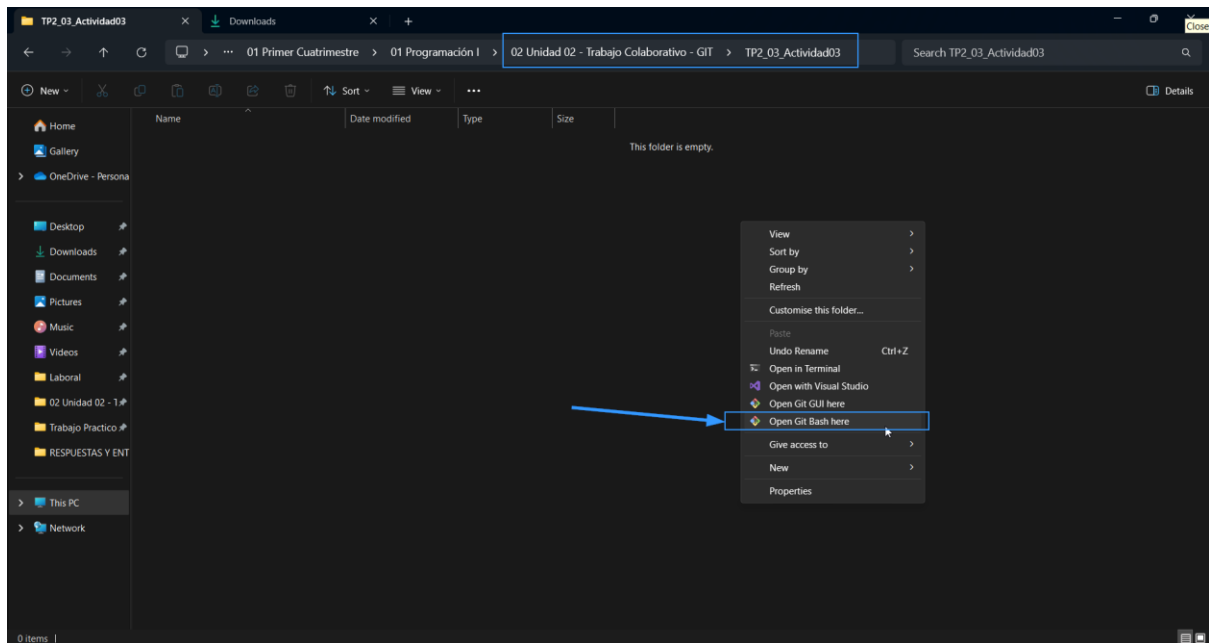 TP2_03_Actividad03
Downloads
Close
01 Primer Cuatrimestre > 01 Programación I > 02 Unidad 02 - Trabajo Colaborativo - GIT > TP2_03_Actividad03
Search TP2_03_Actividad03
New
Sort
View
Details
Name
Date modified
Type
Size
This folder is empty.
Home
Gallery
OneDrive - Persona
Desktop
Downloads
Documents
Pictures
Music
Videos
Laboral
02 Unidad 02 - T
Trabajo Practico
RESPUESTAS Y ENT
This PC
Network
View
Sort by
Group by
Refresh
Customise this folder...
Paste
Undo Rename Ctrl+Z
Open in Terminal
Open with Visual Studio
Open Git GUI here
Open Git Bash here
Give access to
New
Properties
0 items